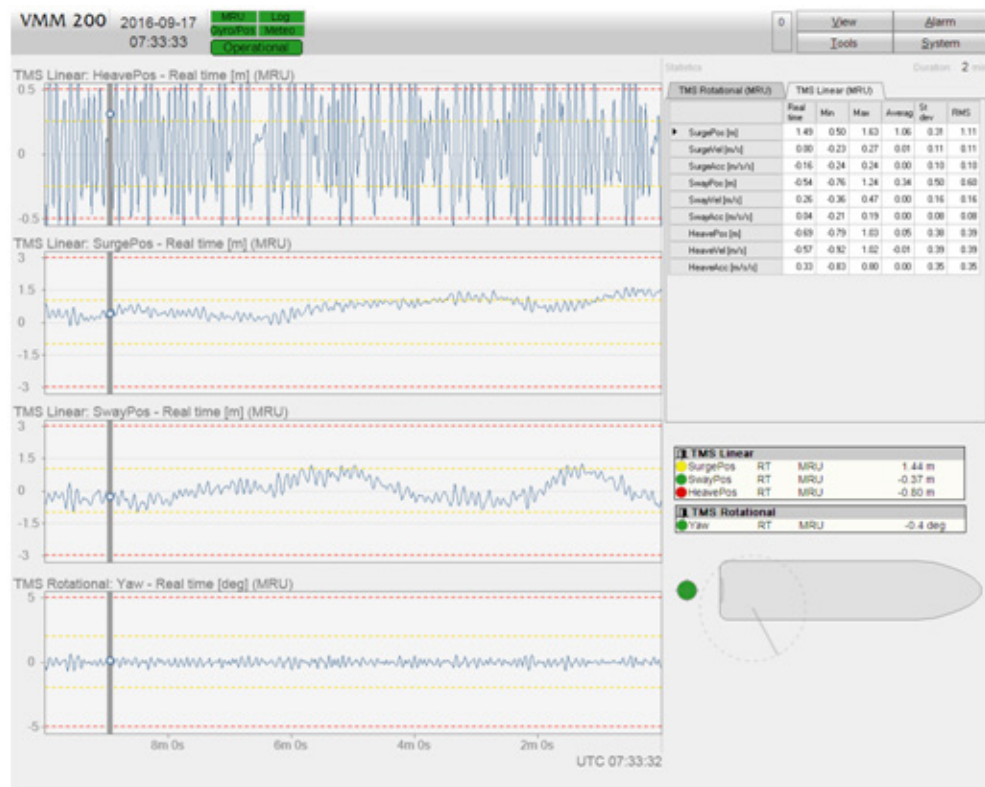 VMM 200 2016-09-17
07:33:33
MRU Log
Gyro/Pos Meteo
Operational
0 View Alarm
Tools System
TMS Linear: HeavePos - Real time [m] (MRU)
0.5
0
-0.5
TMS Linear: SurgePos - Real time [m] (MRU)
3
1.5
0
-1.5
-3
TMS Linear: SwayPos - Real time [m] (MRU)
3
1.5
0
-1.5
-3
TMS Rotational: Yaw - Real time [deg] (MRU)
5
0
-5
8m 0s 6m 0s 4m 0s 2m 0s
UTC 07:33:32
Statistics Duration: 2 min
TMS Rotational (MRU) TMS Linear (MRU)
Real time Min Max Averag St dev RMS
SurgePos [m] 1.49 0.50 1.63 1.06 0.31 1.11
SurgeVel [m/s] 0.00 -0.23 0.27 0.01 0.11 0.11
SurgeAcc [m/s/s] -0.16 -0.24 0.24 0.00 0.10 0.10
SwayPos [m] -0.54 -0.76 1.24 0.34 0.50 0.60
SwayVel [m/s] 0.26 -0.36 0.47 0.00 0.16 0.16
SwayAcc [m/s/s] 0.04 -0.21 0.19 0.00 0.08 0.08
HeavePos [m] -0.69 -0.79 1.03 0.05 0.38 0.39
HeaveVel [m/s] -0.57 -0.92 1.02 -0.01 0.39 0.39
HeaveAcc [m/s/s] 0.33 -0.83 0.80 0.00 0.35 0.35
TMS Linear
SurgePos RT MRU 1.44 m
SwayPos RT MRU -0.37 m
HeavePos RT MRU -0.80 m
TMS Rotational
Yaw RT MRU -0.4 deg